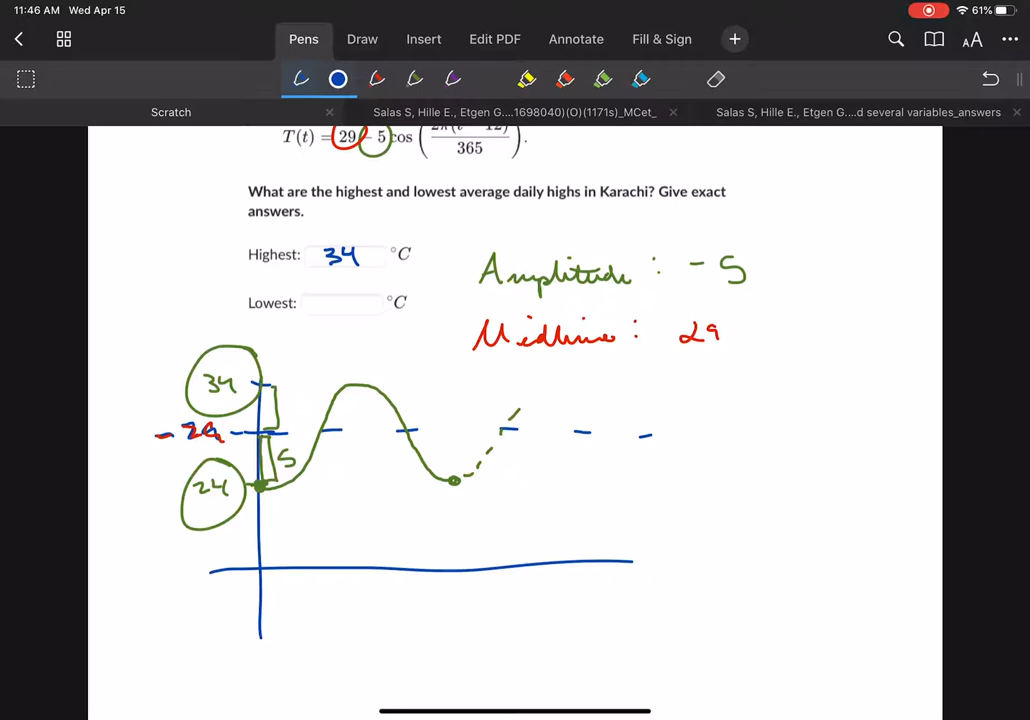 11:46 AM Wed Apr 15
61%
Pens Draw Insert Edit PDF Annotate Fill & Sign
Scratch
Salas S, Hille E., Etgen G....1698040)(O)(1171s)_MCet_
Salas S, Hille E., Etgen G....d several variables_answers
T(t) = 29 - 5 cos ( / 365 ).
What are the highest and lowest average daily highs in Karachi? Give exact
answers.
Highest: 34 °C
Lowest: °C
Amplitude : - 5
Midline : 29
34
29
5
24